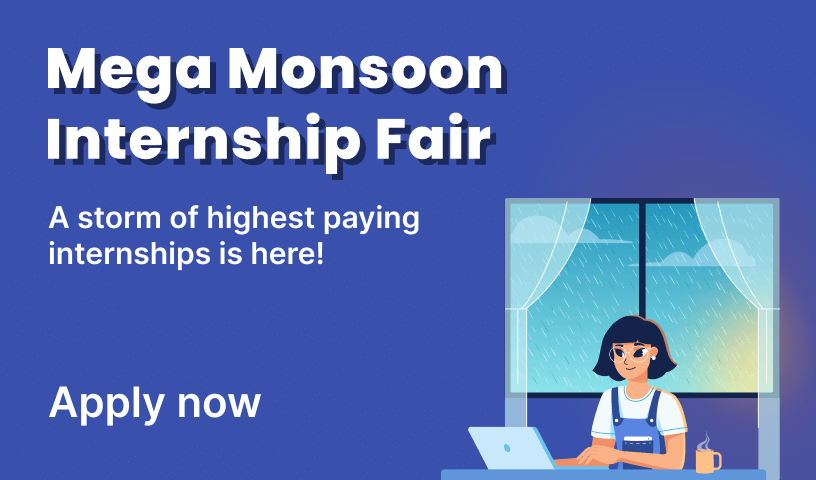 Mega Monsoon
Internship Fair
A storm of highest paying
internships is here!
Apply now